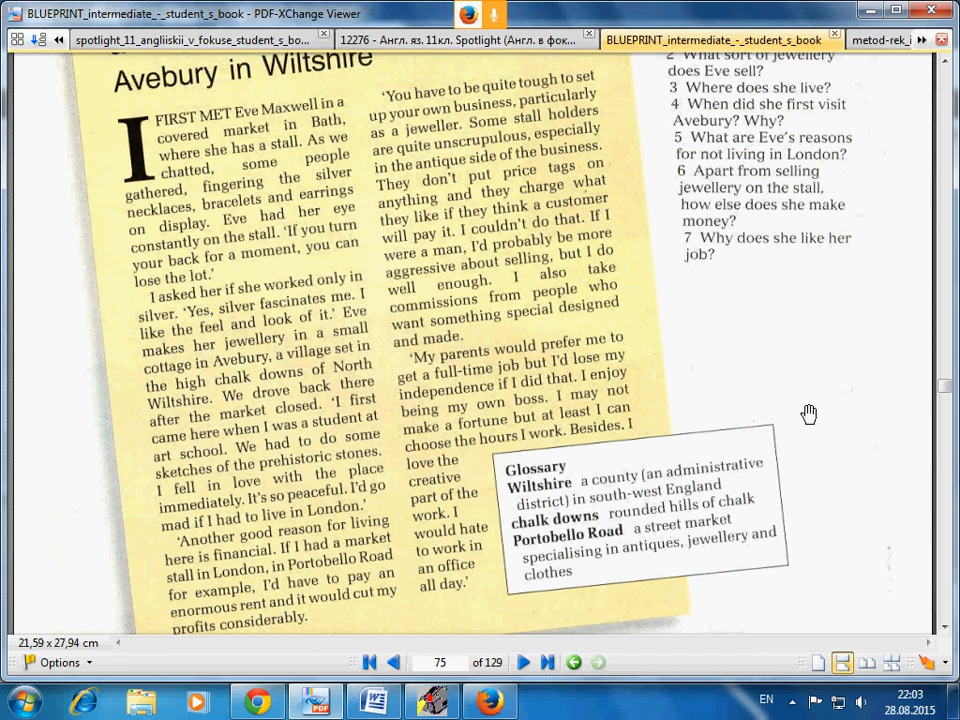 BLUEPRINT_intermediate_-_student_s_book - PDF-XChange Viewer
spotlight_11_angliiskii_v_fokuse_student_s_bo...
12276 - Англ. яз. 11кл. Spotlight (Англ. в фок...
BLUEPRINT_intermediate_-_student_s_book
metod-rek_i
Avebury in Wiltshire
I FIRST MET Eve Maxwell in a
covered market in Bath,
where she has a stall. As we
chatted, some people
gathered, fingering the silver
necklaces, bracelets and earrings
on display. Eve had her eye
constantly on the stall. ‘If you turn
your back for a moment, you can
lose the lot.’
I asked her if she worked only in
silver. ‘Yes, silver fascinates me. I
like the feel and look of it.’ Eve
makes her jewellery in a small
cottage in Avebury, a village set in
the high chalk downs of North
Wiltshire. We drove back there
after the market closed. ‘I first
came here when I was a student at
art school. We had to do some
sketches of the prehistoric stones.
I fell in love with the place
immediately. It’s so peaceful. I’d go
mad if I had to live in London.’
‘Another good reason for living
here is financial. If I had a market
stall in London, in Portobello Road
for example, I’d have to pay an
enormous rent and it would cut my
profits considerably.
‘You have to be quite tough to set
up your own business, particularly
as a jeweller. Some stall holders
are quite unscrupulous, especially
in the antique side of the business.
They don’t put price tags on
anything and they charge what
they like if they think a customer
will pay it. I couldn’t do that. If I
were a man, I’d probably be more
aggressive about selling, but I do
well enough. I also take
commissions from people who
want something special designed
and made.
‘My parents would prefer me to
get a full-time job but I’d lose my
independence if I did that. I enjoy
being my own boss. I may not
make a fortune but at least I can
choose the hours I work. Besides. I
love the
creative
part of the
work. I
would hate
to work in
an office
all day.’
Glossary
Wiltshire a county (an administrative
district) in south-west England
chalk downs rounded hills of chalk
Portobello Road a street market
specialising in antiques, jewellery and
clothes
2 What sort of jewellery
does Eve sell?
3 Where does she live?
4 When did she first visit
Avebury? Why?
5 What are Eve’s reasons
for not living in London?
6 Apart from selling
jewellery on the stall,
how else does she make
money?
7 Why does she like her
job?
21,59 x 27,94 cm
Options
75 of 129
EN
22:03
28.08.2015